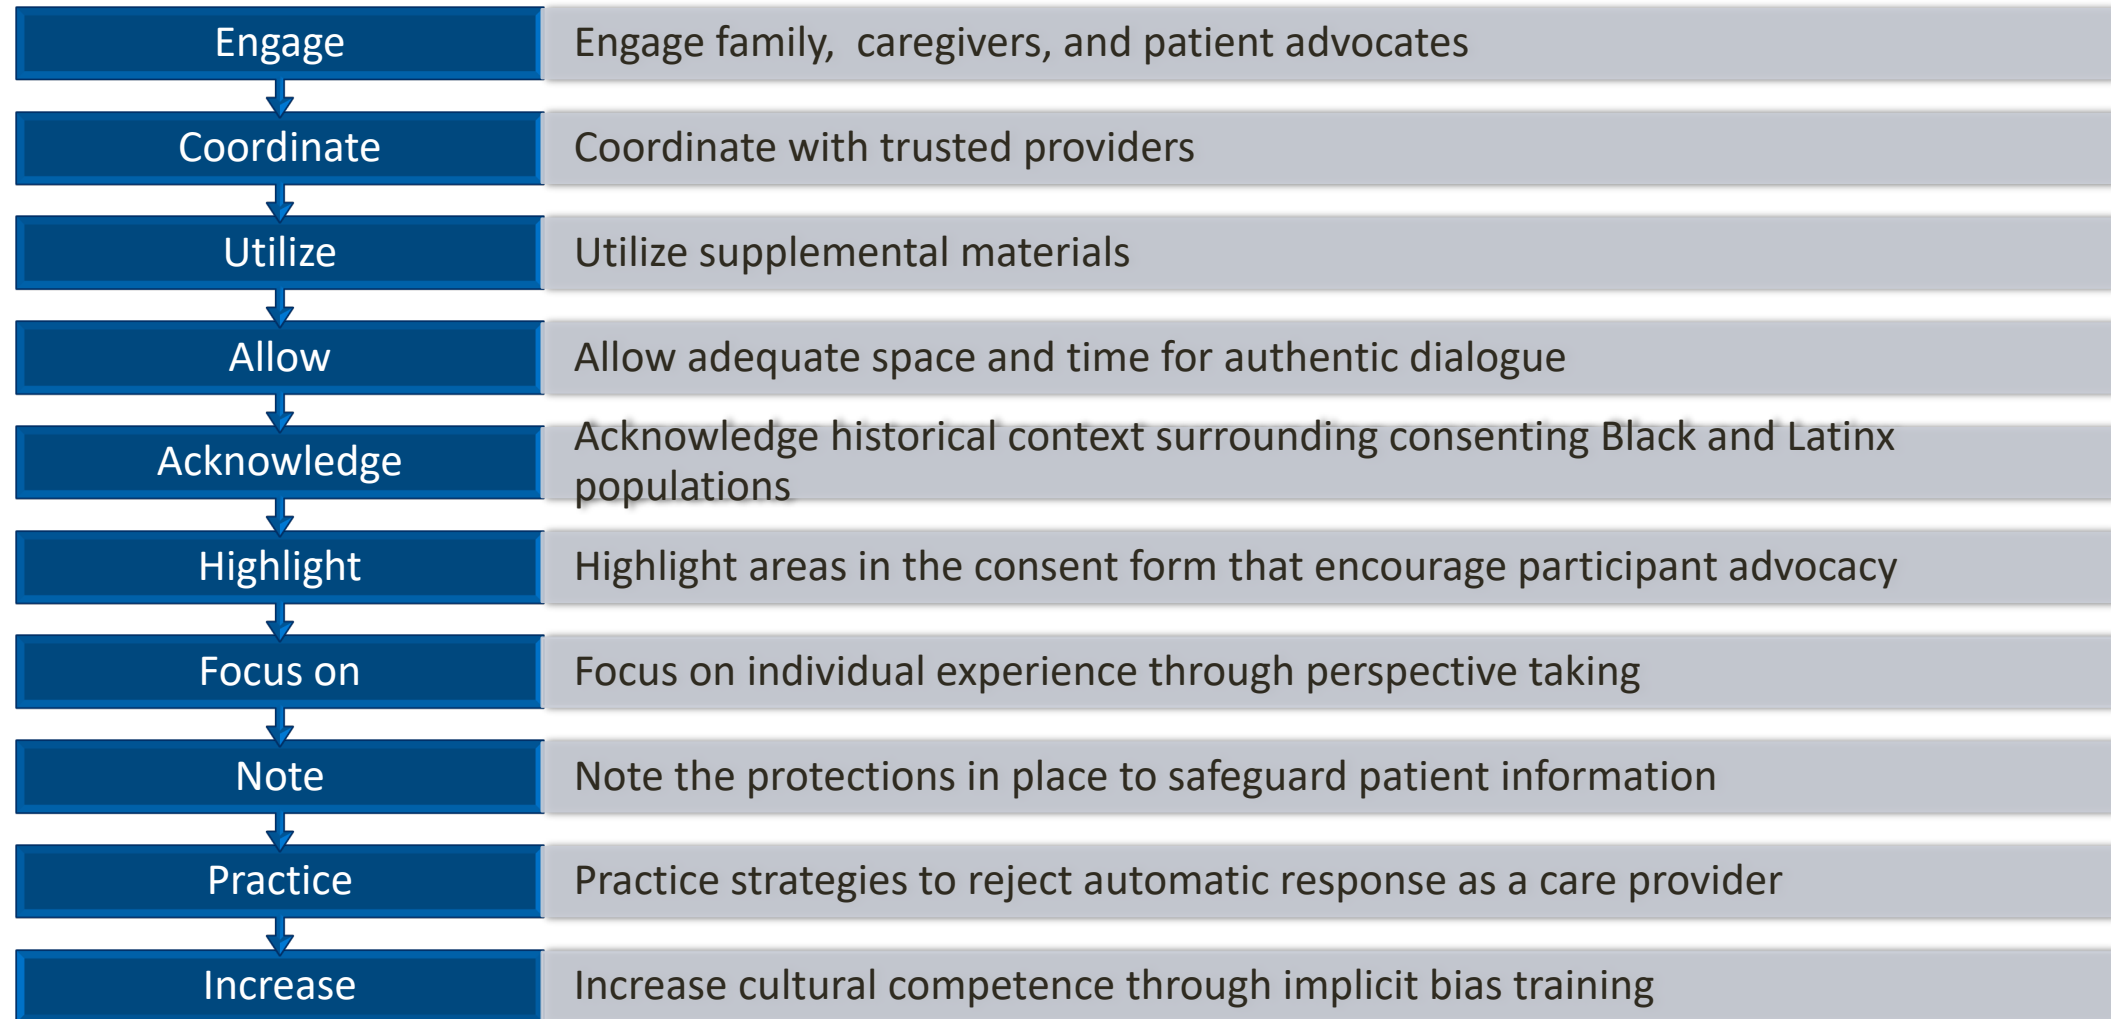 Engage
Engage family,  caregivers, and patient advocates
Coordinate
Coordinate with trusted providers
Utilize
Utilize supplemental materials
Allow
Allow adequate space and time for authentic dialogue
Acknowledge
Acknowledge historical context surrounding consenting Black and Latinx
populations
Highlight
Highlight areas in the consent form that encourage participant advocacy
Focus on
Focus on individual experience through perspective taking
Note
Note the protections in place to safeguard patient information
Practice
Practice strategies to reject automatic response as a care provider
Increase
Increase cultural competence through implicit bias training